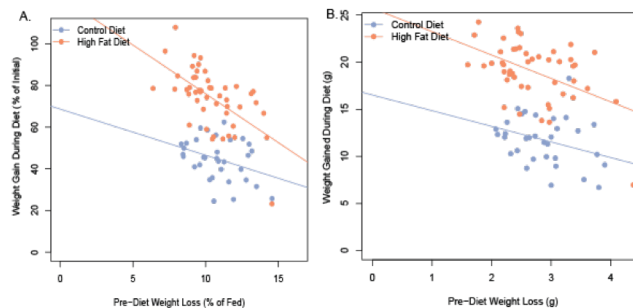 A.
Control Diet
High Fat Diet
Weight Gain During Diet (% of Initial)
100
80
60
40
20
0
0 5 10 15
Pre-Diet Weight Loss (% of Fed)
B.
Control Diet
High Fat Diet
Weight Gained During Diet (g)
25
20
15
10
5
0
0 1 2 3 4
Pre-Diet Weight Loss (g)